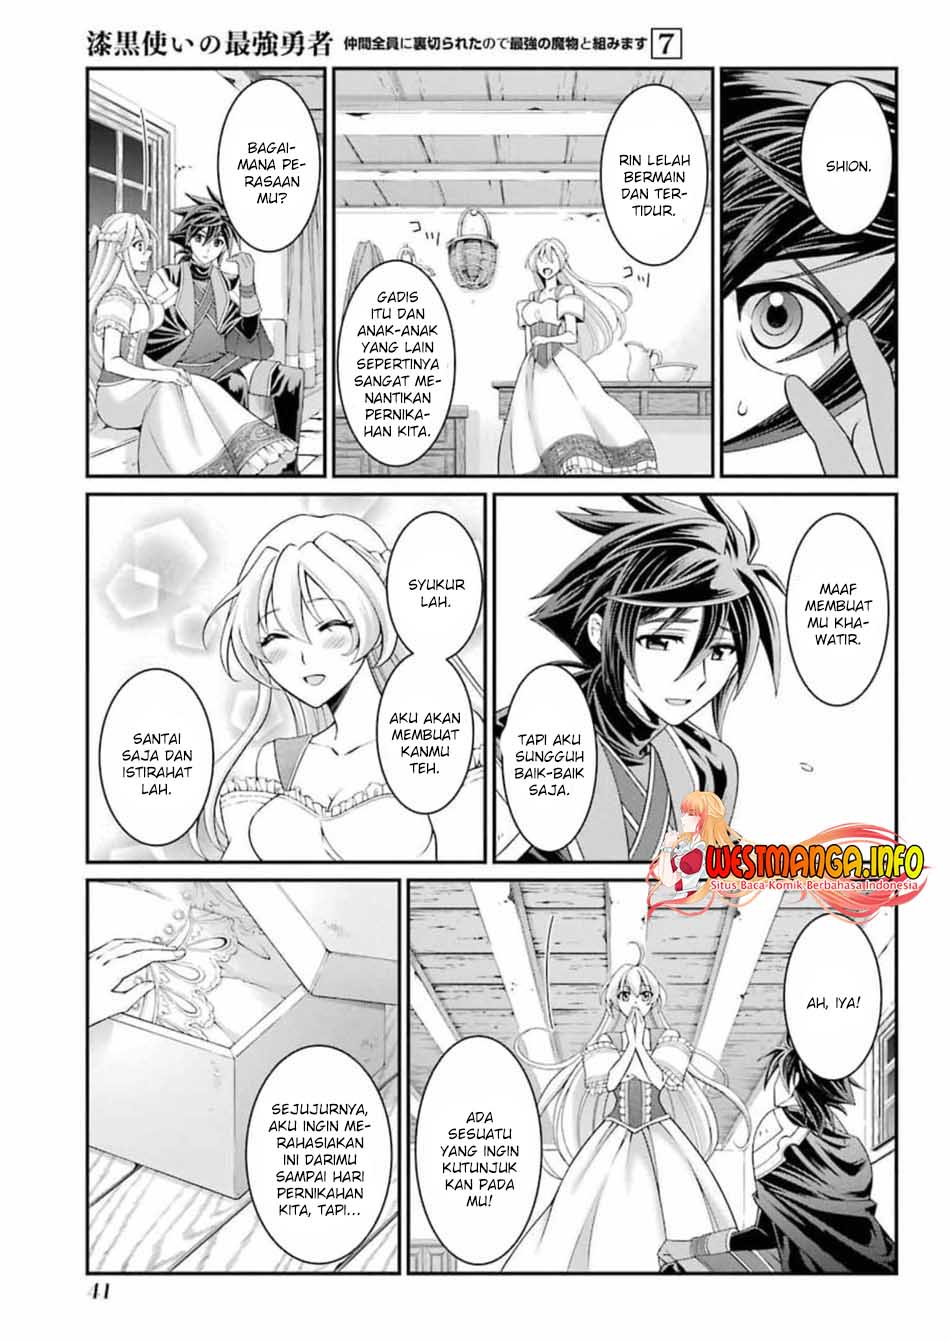 漆黒使いの最強勇者 仲間全員に裏切られたので最強の魔物と組みます 7
SHION.
RIN LELAH
BERMAIN
DAN TER-
TIDUR.
コツ
コツ
GADIS
ITU DAN
ANAK-ANAK
YANG LAIN
SEPERTINYA
SANGAT ME-
NANTIKAN
PERNIKA-
HAN KITA.
BAGAI-
MANA PE-
RASAAN
MU?
MAAF
MEMBUAT
MU KHA-
WATIR.
TAPI AKU
SUNGGUH
BAIK-BAIK
SAJA.
SYUKUR
LAH.
AKU AKAN
MEMBUAT
KANMU
TEH.
SANTAI
SAJA DAN
ISTIRAHAT
LAH.
WESTMANGA.INFO
SITUS BACA KOMIK BERBAHASA INDONESIA
AH, IYA!
ADA
SESUATU
YANG INGIN
KUTUNJUK
KAN PADA
MU!
SEJUJURNYA,
AKU INGIN ME-
RAHASIAKAN
INI DARIMU
SAMPAI HARI
PERNIKAHAN
KITA, TAPI...
41